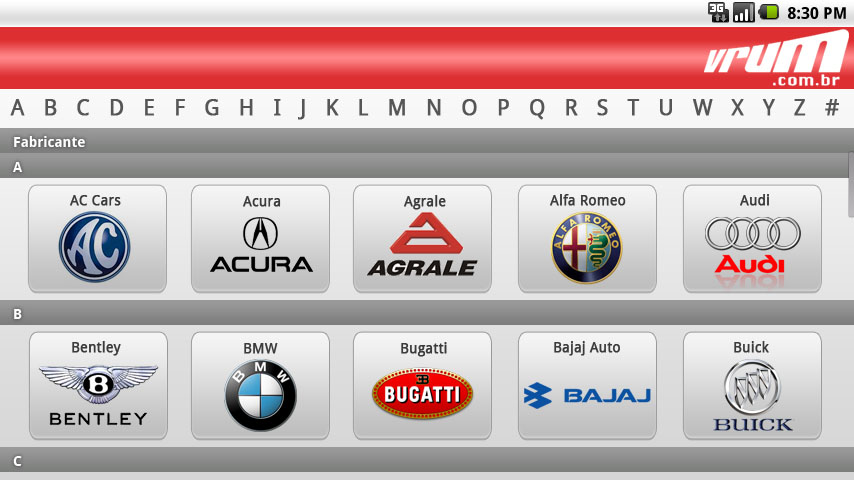 3G 8:30 PM
vrum
.com.br
A B C D E F G H I J K L M N O P Q R S T U W X Y Z #
Fabricante
A
AC Cars Acura Agrale Alfa Romeo Audi
AC ACURA AGRALE ALFA ROMEO Audi
B
Bentley BMW Bugatti Bajaj Auto Buick
B BENTLEY BMW EB BUGATTI BAJAJ BUICK
C